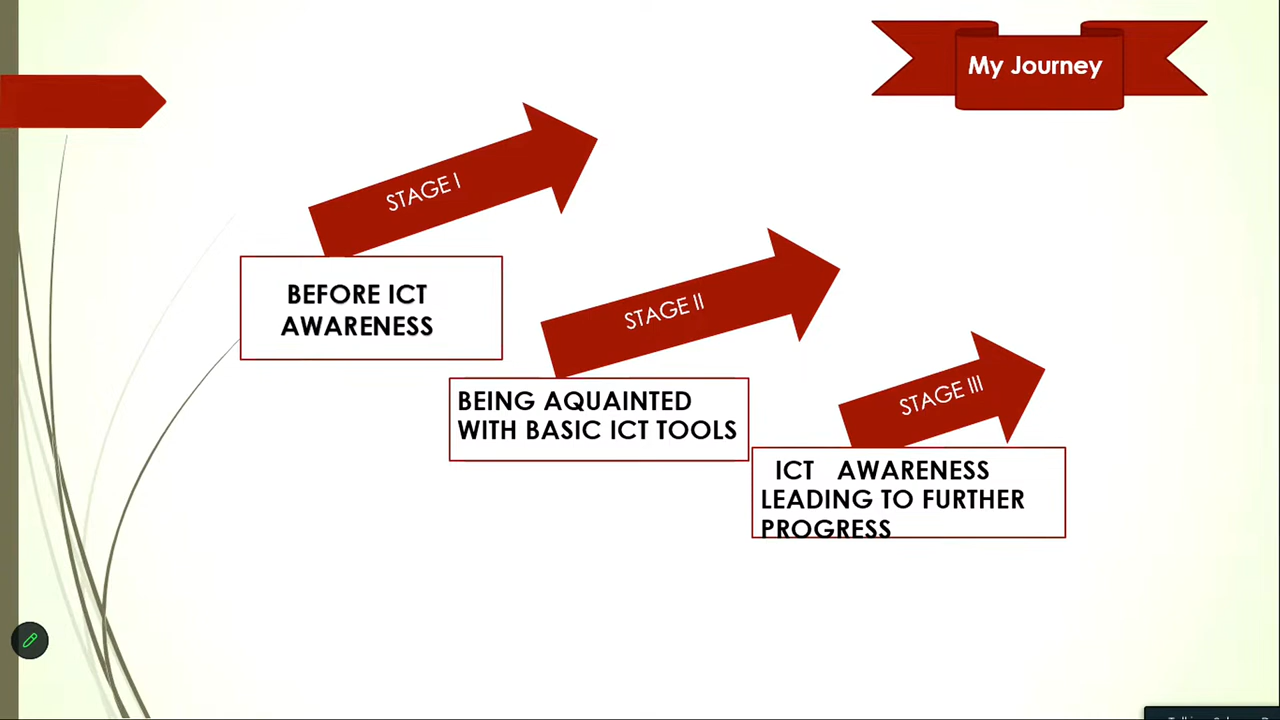 My Journey
STAGE I
BEFORE ICT
AWARENESS
STAGE II
BEING AQUAINTED
WITH BASIC ICT TOOLS
STAGE III
ICT AWARENESS
LEADING TO FURTHER
PROGRESS